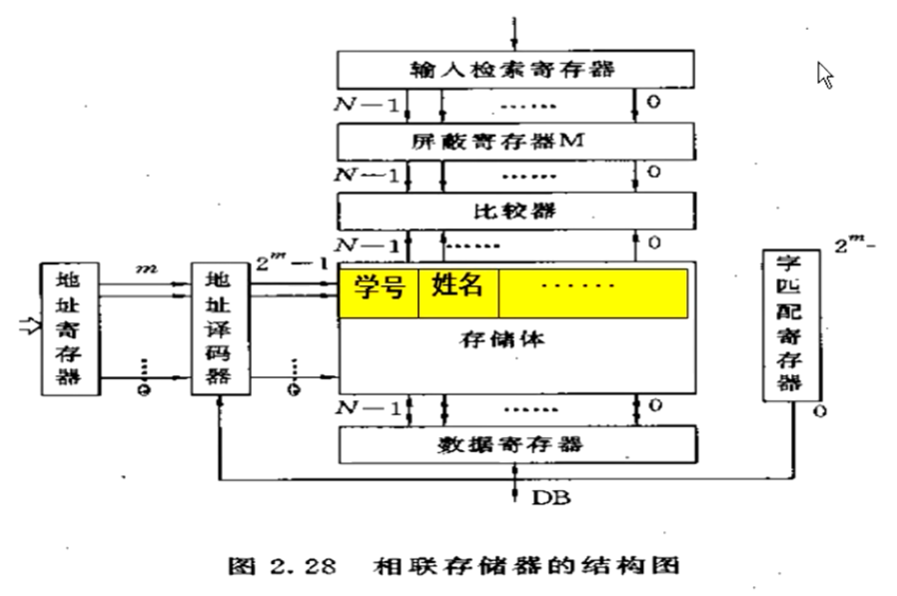 输入检索寄存器
N-1 …… 0
屏蔽寄存器M
N-1 …… 0
比较器
N-1 …… 0
地址寄存器
m
地址译码器
2^m-1
0
0
学号 姓名 ……
存储体
字匹配寄存器
2^m-
0
N-1 …… 0
数据寄存器
DB
图 2.28 相联存储器的结构图